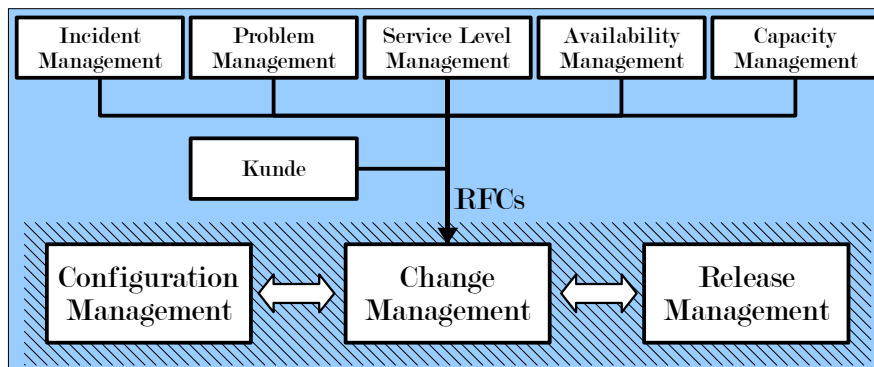 Incident
Management
Problem
Management
Service Level
Management
Availability
Management
Capacity
Management
Kunde
RFCs
Configuration
Management
Change
Management
Release
Management